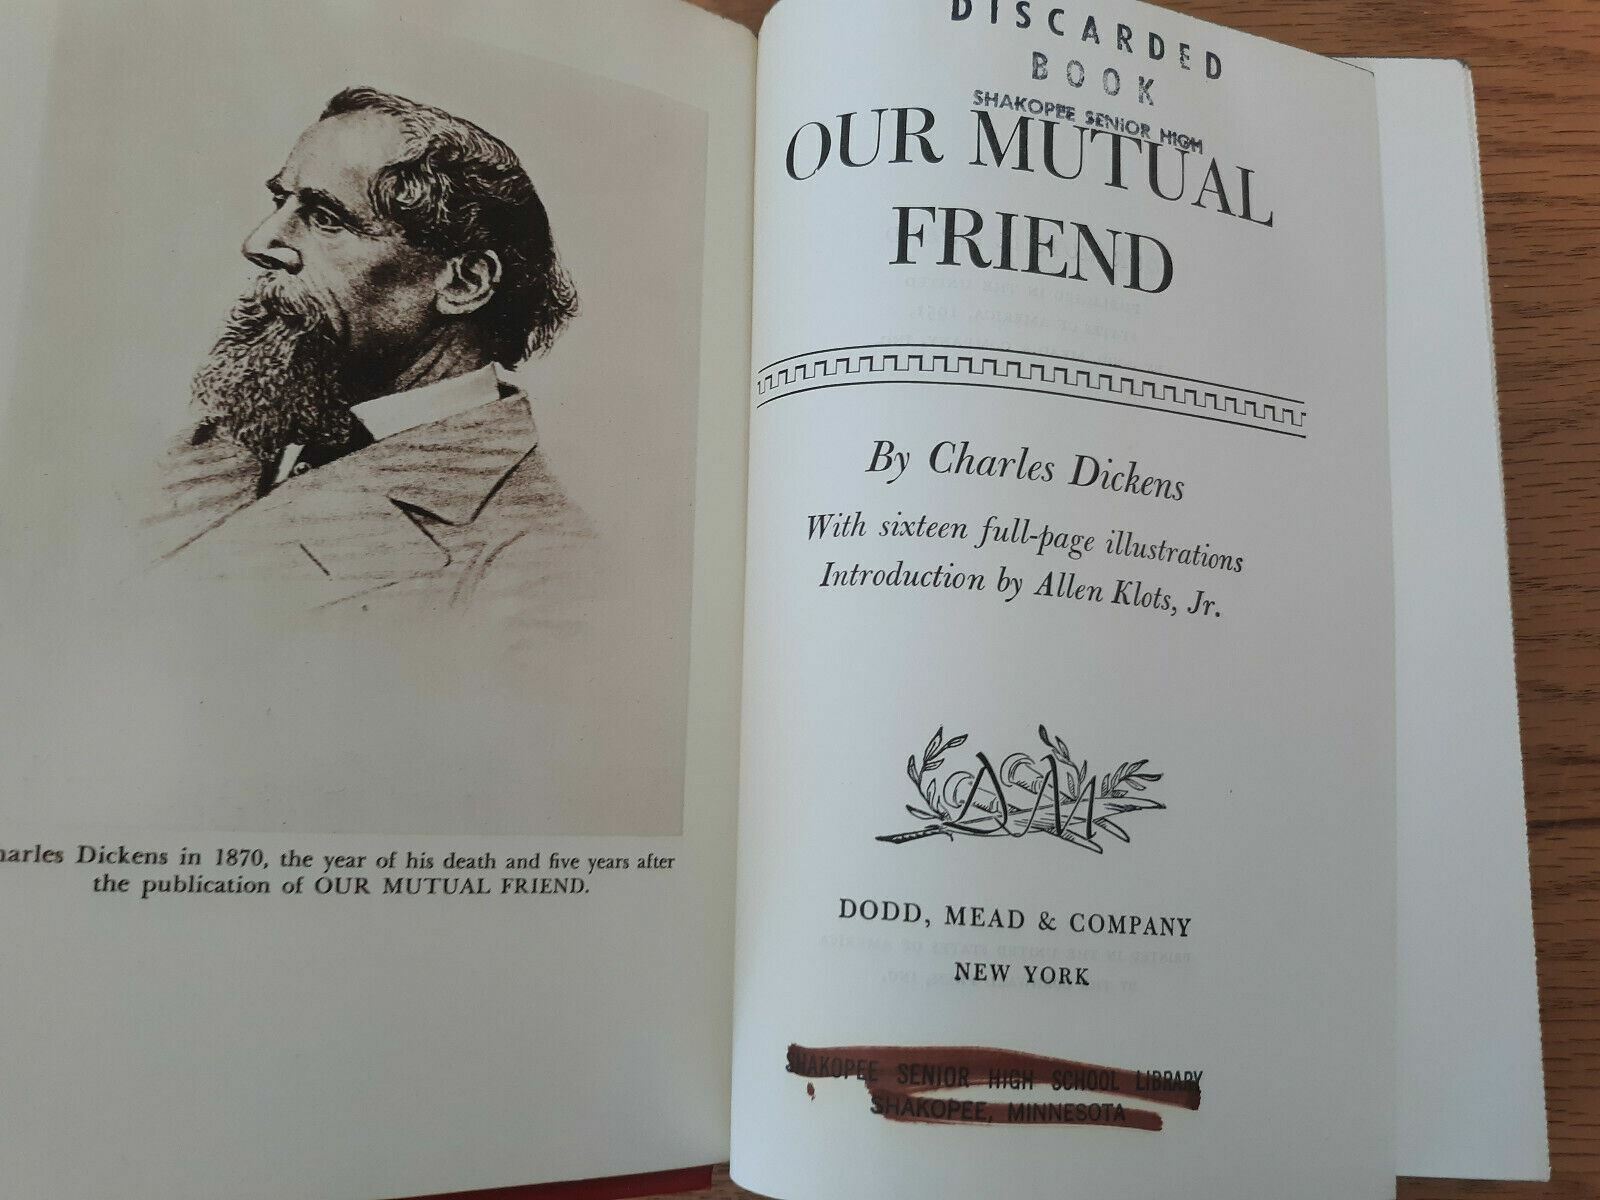 Charles Dickens in 1870, the year of his death and five years after
the publication of OUR MUTUAL FRIEND.
DISCARDED
BOOK
SHAKOPEE SENIOR HIGH
OUR MUTUAL
FRIEND
By Charles Dickens
With sixteen full-page illustrations
Introduction by Allen Klots, Jr.
DM
DODD, MEAD & COMPANY
NEW YORK
SHAKOPEE SENIOR HIGH SCHOOL LIBRARY
SHAKOPEE, MINNESOTA